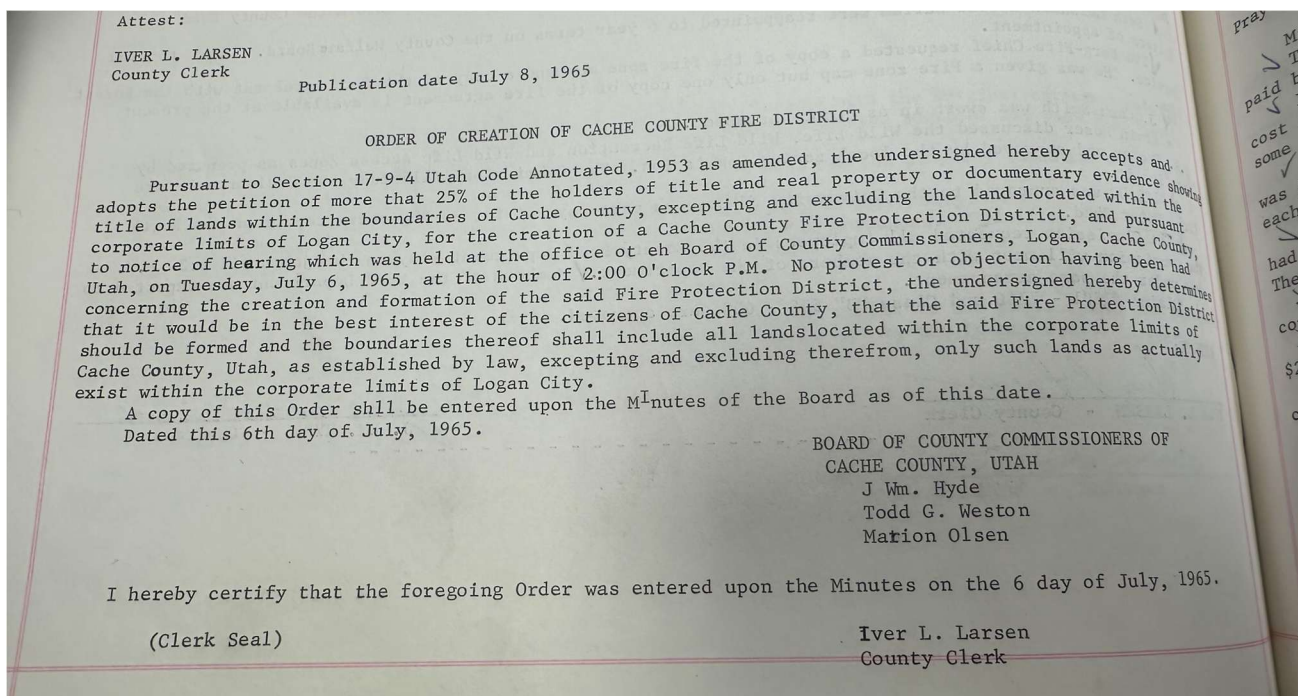 Attest:
IVER L. LARSEN
County Clerk
Publication date July 8, 1965
ORDER OF CREATION OF CACHE COUNTY FIRE DISTRICT
Pursuant to Section 17-9-4 Utah Code Annotated, 1953 as amended, the undersigned hereby accepts and
adopts the petition of more that 25% of the holders of title and real property or documentary evidence showing
title of lands within the boundaries of Cache County, excepting and excluding the landslocated within the
corporate limits of Logan City, for the creation of a Cache County Fire Protection District, and pursuant
to notice of hearing which was held at the office ot eh Board of County Commissioners, Logan, Cache County,
Utah, on Tuesday, July 6, 1965, at the hour of 2:00 O'clock P.M. No protest or objection having been had
concerning the creation and formation of the said Fire Protection District, the undersigned hereby determines
that it would be in the best interest of the citizens of Cache County, that the said Fire Protection District
should be formed and the boundaries thereof shall include all landslocated within the corporate limits of
Cache County, Utah, as established by law, excepting and excluding therefrom, only such lands as actually
exist within the corporate limits of Logan City.
A copy of this Order shll be entered upon the MInutes of the Board as of this date.
Dated this 6th day of July, 1965.
BOARD OF COUNTY COMMISSIONERS OF
CACHE COUNTY, UTAH
J Wm. Hyde
Todd G. Weston
Marion Olsen
I hereby certify that the foregoing Order was entered upon the Minutes on the 6 day of July, 1965.
(Clerk Seal)
Iver L. Larsen
County Clerk
pray
paid
cost
some
was
each
had
The